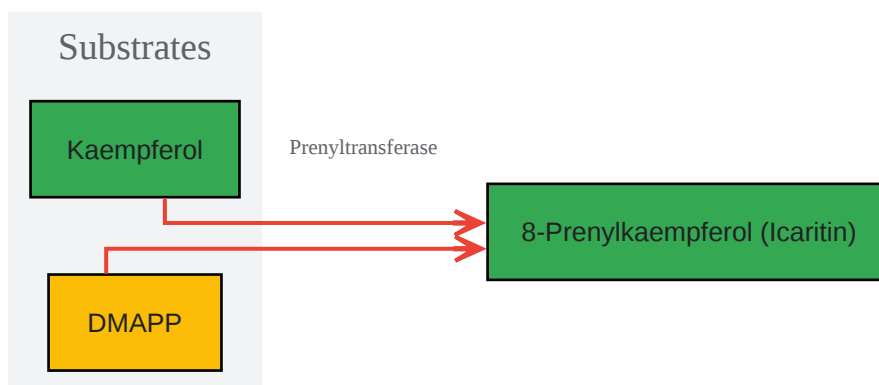 Substrates
Kaempferol
Prenyltransferase
8-Prenylkaempferol (Icaritin)
DMAPP